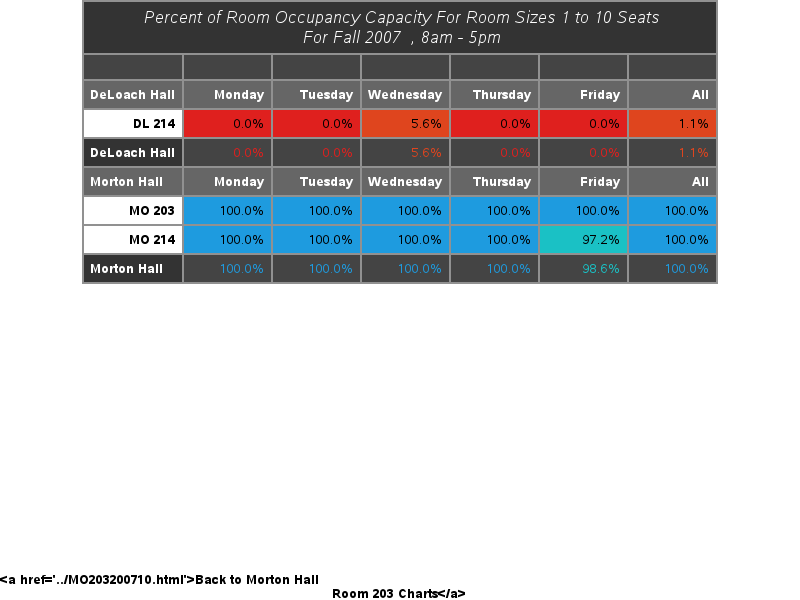 Percent of Room Occupancy Capacity For Room Sizes 1 to 10 Seats
For Fall 2007 , 8am - 5pm
DeLoach Hall Monday Tuesday Wednesday Thursday Friday All
DL 214 0.0% 0.0% 5.6% 0.0% 0.0% 1.1%
DeLoach Hall 0.0% 0.0% 5.6% 0.0% 0.0% 1.1%
Morton Hall Monday Tuesday Wednesday Thursday Friday All
MO 203 100.0% 100.0% 100.0% 100.0% 100.0% 100.0%
MO 214 100.0% 100.0% 100.0% 100.0% 97.2% 100.0%
Morton Hall 100.0% 100.0% 100.0% 100.0% 98.6% 100.0%
<a href='../MO203200710.html'>Back to Morton Hall
Room 203 Charts</a>